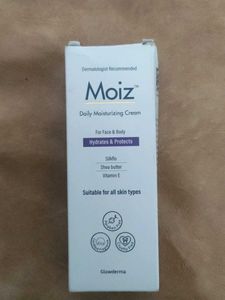 Dermatologist Recommended
Moiz™
Daily Moisturizing Cream
For Face & Body
Hydrates & Protects
Silkflo
Shea butter
Vitamin E
Suitable for all skin types
Glowderma